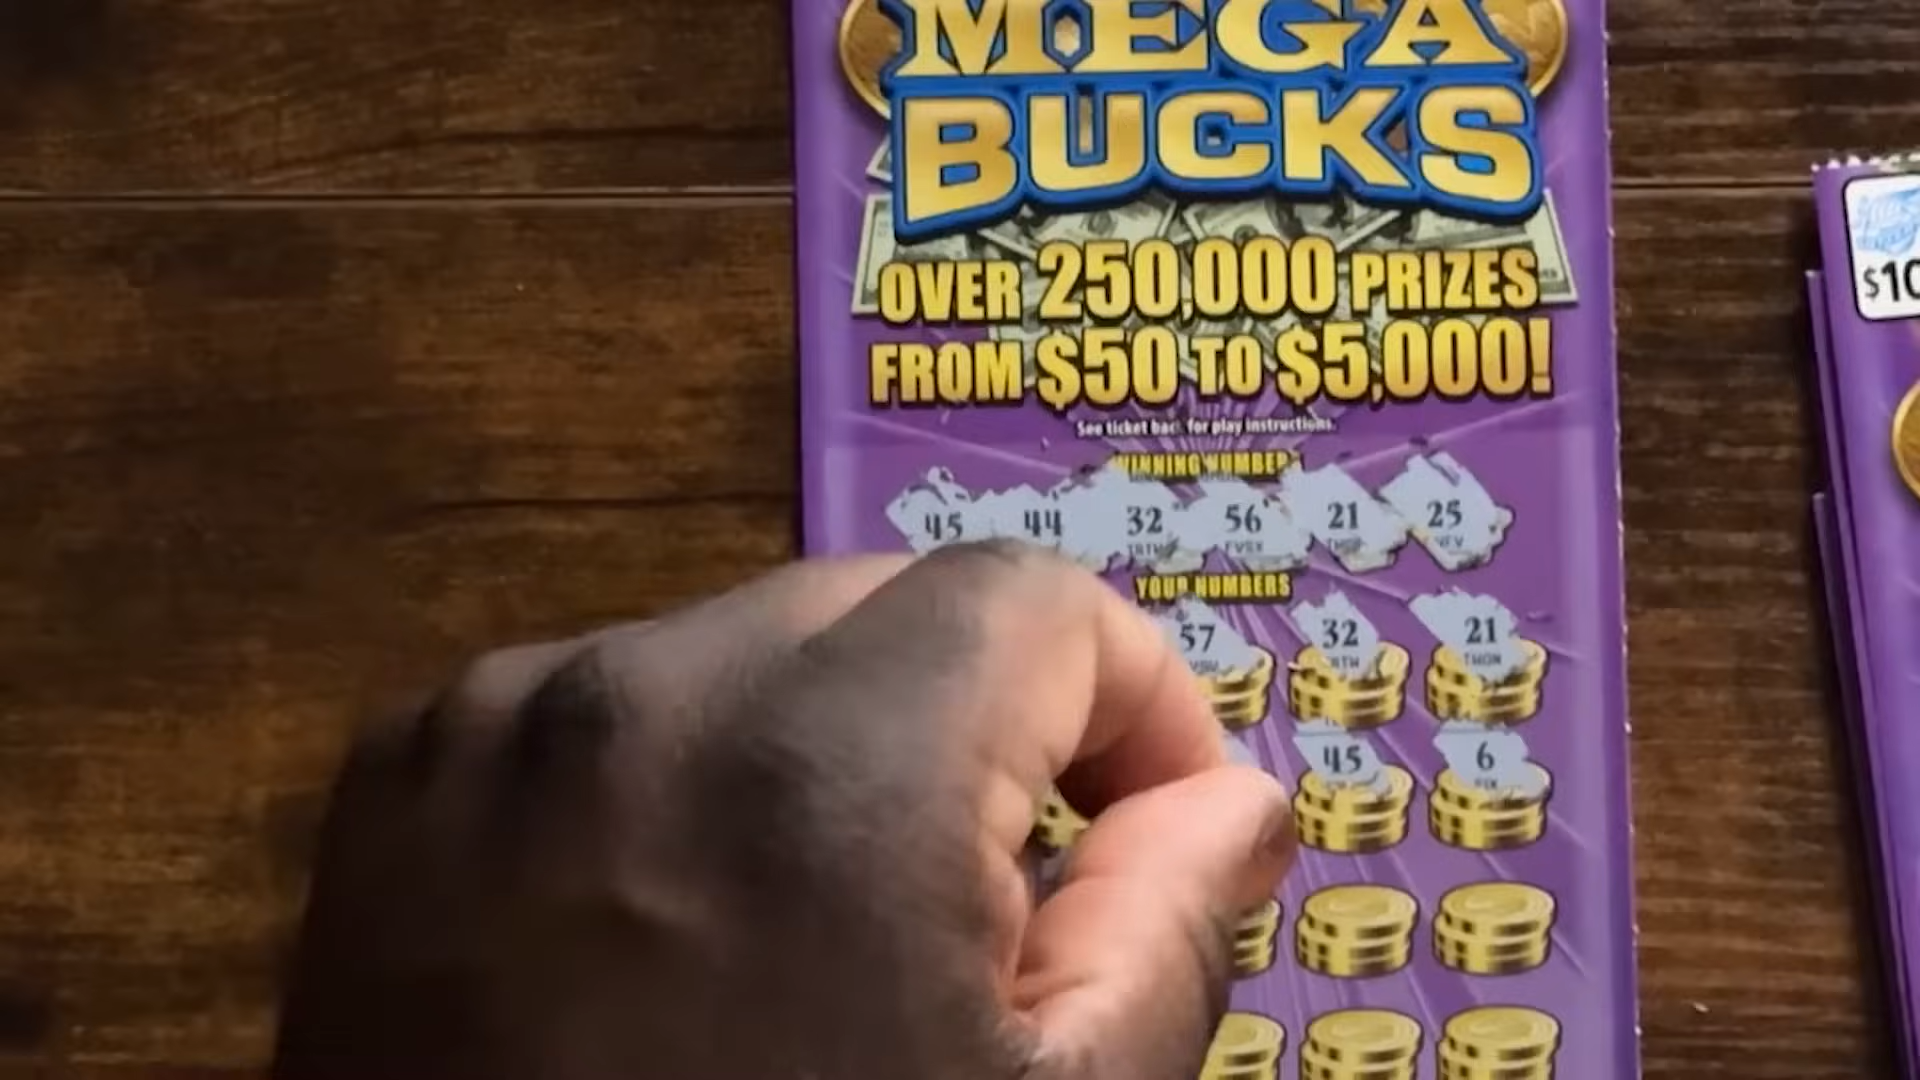 MEGA
BUCKS
OVER 250,000 PRIZES
FROM $50 TO $5,000!
See ticket back for play instructions.
WINNING NUMBERS
45 44 32 56 21 25
YOUR NUMBERS
57 32 21
45 6
$10